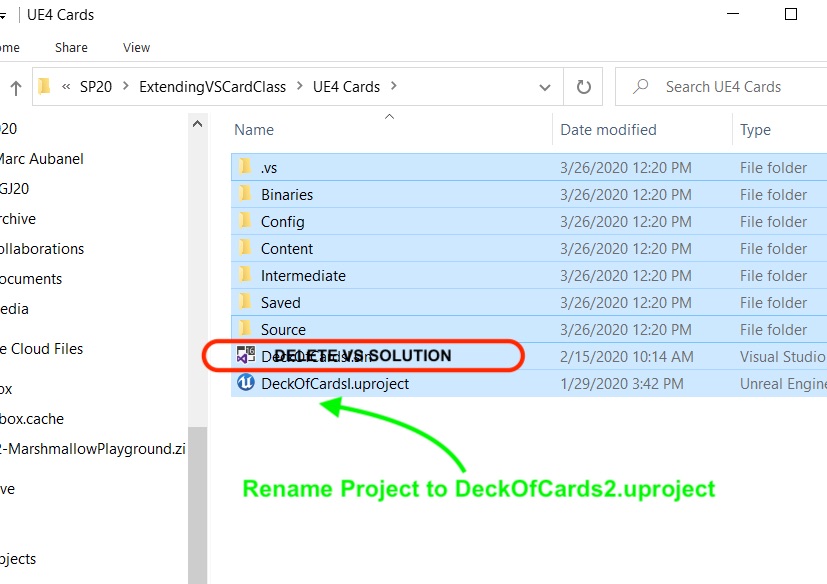 UE4 Cards
ome Share View
« SP20 > ExtendingVSCardClass > UE4 Cards >
Search UE4 Cards
020
Marc Aubanel
GJ20
rchive
ollaborations
ocuments
edia
e Cloud Files
ox
box.cache
2-MarshmallowPlayground.zi
ve
bjects
Name Date modified Type
.vs 3/26/2020 12:20 PM File folder
Binaries 3/26/2020 12:20 PM File folder
Config 3/26/2020 12:20 PM File folder
Content 3/26/2020 12:20 PM File folder
Intermediate 3/26/2020 12:20 PM File folder
Saved 3/26/2020 12:20 PM File folder
Source 3/26/2020 12:20 PM File folder
DELETE VS SOLUTION 2/15/2020 10:14 AM Visual Studio
DeckOfCardsI.uproject 1/29/2020 3:42 PM Unreal Engine
Rename Project to DeckOfCards2.uproject